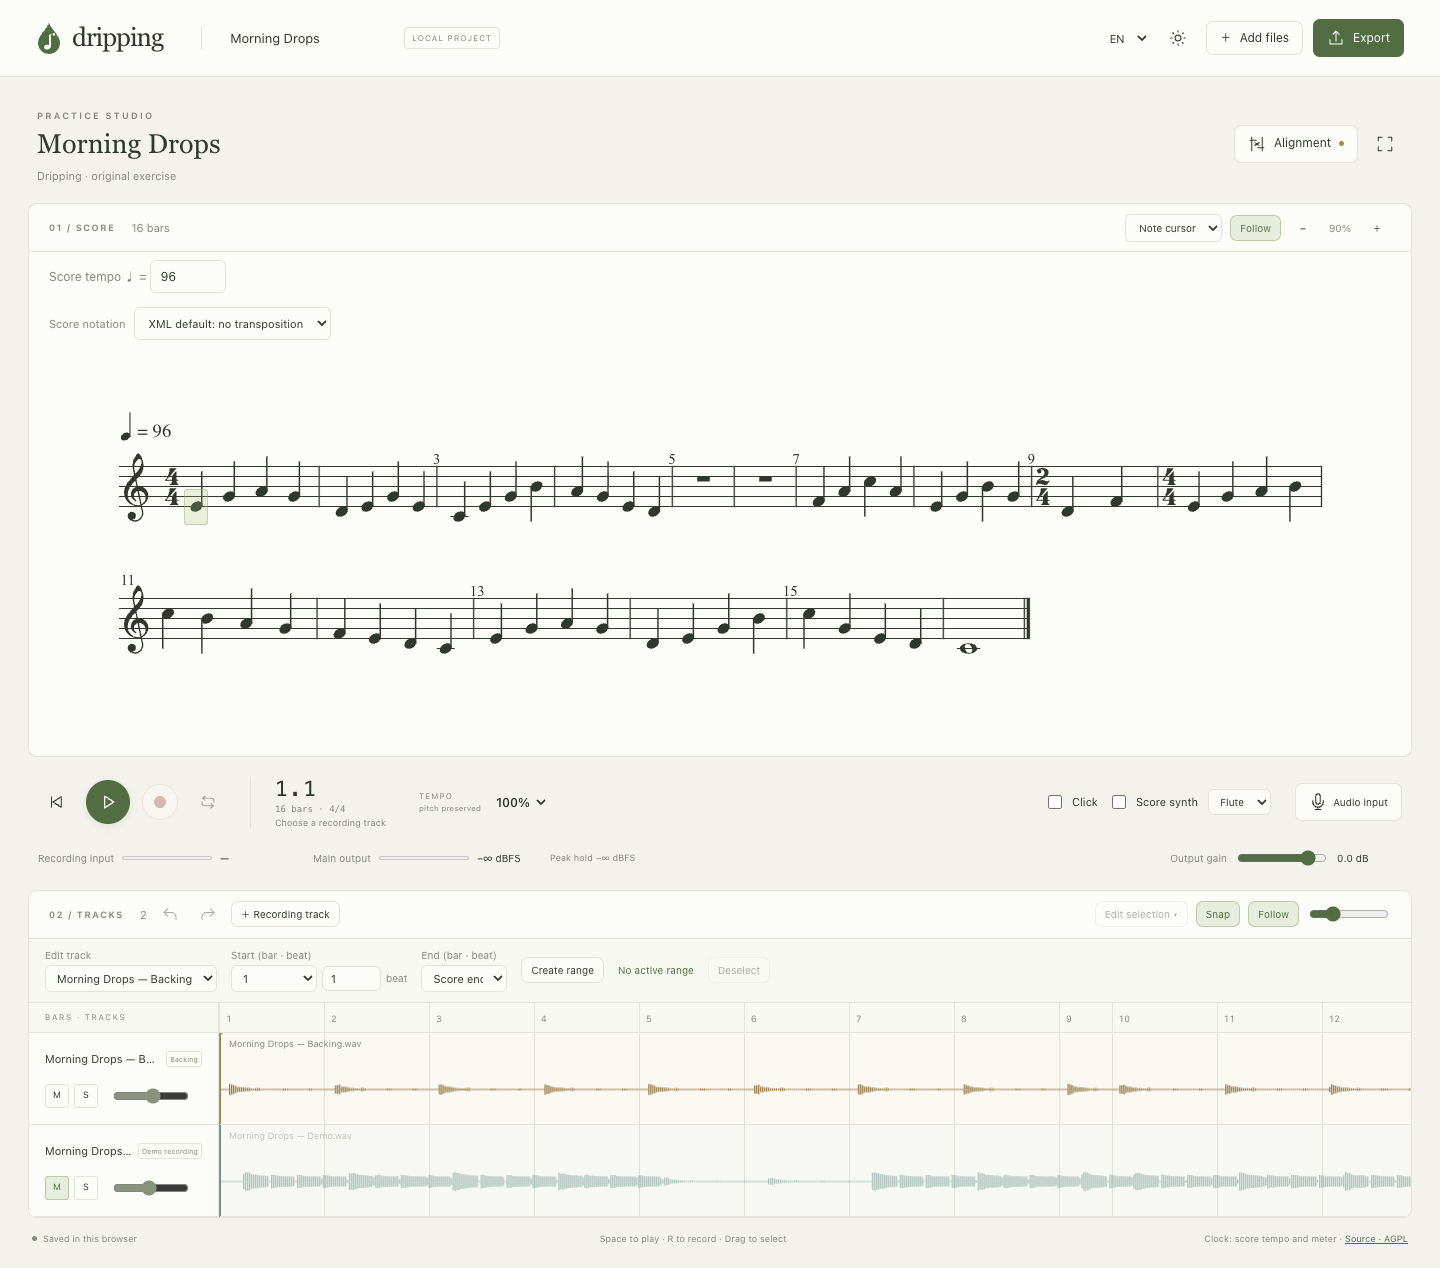 dripping
Morning Drops
LOCAL PROJECT
EN
+ Add files
Export
PRACTICE STUDIO
Morning Drops
Dripping · original exercise
Alignment
01 / SCORE 16 bars
Note cursor
Follow
− 90% +
Score tempo ♩ = 96
Score notation XML default: no transposition
♩ = 96
3 5 7 9
4 4 2 4 4 4
11 13 15
1.1
16 bars · 4/4
Choose a recording track
TEMPO
pitch preserved
100%
Click
Score synth
Flute
Audio input
Recording input —
Main output −∞ dBFS
Peak hold −∞ dBFS
Output gain 0.0 dB
02 / TRACKS 2
+ Recording track
Edit selection
Snap
Follow
Edit track
Morning Drops — Backing
Start (bar · beat)
1 1 beat
End (bar · beat)
Score end
Create range
No active range
Deselect
BARS · TRACKS
1 2 3 4 5 6 7 8 9 10 11 12
Morning Drops — B... Backing
M S
Morning Drops — Backing.wav
Morning Drops... Demo recording
M S
Morning Drops — Demo.wav
Saved in this browser
Space to play · R to record · Drag to select
Clock: score tempo and meter · Source · AGPL